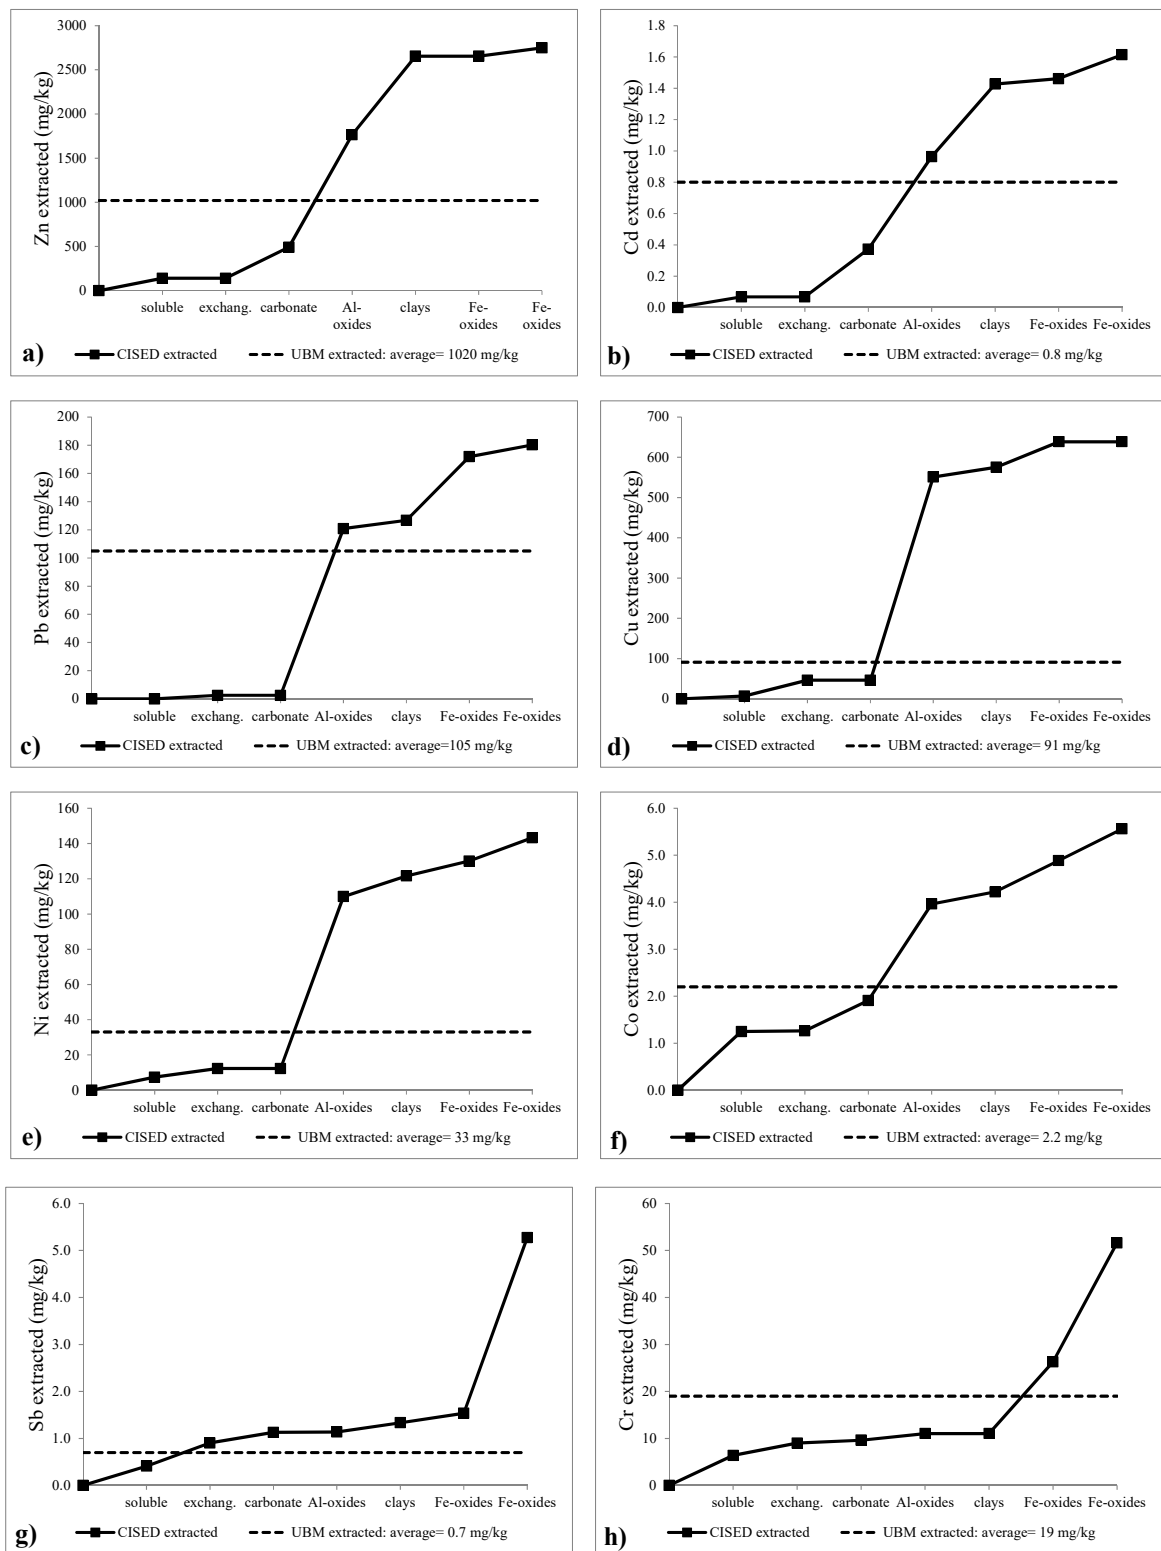 Zn extracted (mg/kg)
3000
2500
2000
1500
1000
500
0
soluble exchang. carbonate Al-oxides clays Fe-oxides Fe-oxides
CISED extracted UBM extracted: average= 1020 mg/kg
a)
Cd extracted (mg/kg)
1.8
1.6
1.4
1.2
1.0
0.8
0.6
0.4
0.2
0.0
soluble exchang. carbonate Al-oxides clays Fe-oxides Fe-oxides
CISED extracted UBM extracted: average= 0.8 mg/kg
b)
Pb extracted (mg/kg)
200
180
160
140
120
100
80
60
40
20
0
soluble exchang. carbonate Al-oxides clays Fe-oxides Fe-oxides
CISED extracted UBM extracted: average=105 mg/kg
c)
Cu extracted (mg/kg)
700
600
500
400
300
200
100
0
soluble exchang. carbonate Al-oxides clays Fe-oxides Fe-oxides
CISED extracted UBM extracted: average= 91 mg/kg
d)
Ni extracted (mg/kg)
160
140
120
100
80
60
40
20
0
soluble exchang. carbonate Al-oxides clays Fe-oxides Fe-oxides
CISED extracted UBM extracted: average= 33 mg/kg
e)
Co extracted (mg/kg)
6.0
5.0
4.0
3.0
2.0
1.0
0.0
soluble exchang. carbonate Al-oxides clays Fe-oxides Fe-oxides
CISED extracted UBM extracted: average= 2.2 mg/kg
f)
Sb extracted (mg/kg)
6.0
5.0
4.0
3.0
2.0
1.0
0.0
soluble exchang. carbonate Al-oxides clays Fe-oxides Fe-oxides
CISED extracted UBM extracted: average= 0.7 mg/kg
g)
Cr extracted (mg/kg)
60
50
40
30
20
10
0
soluble exchang. carbonate Al-oxides clays Fe-oxides Fe-oxides
CISED extracted UBM extracted: average= 19 mg/kg
h)